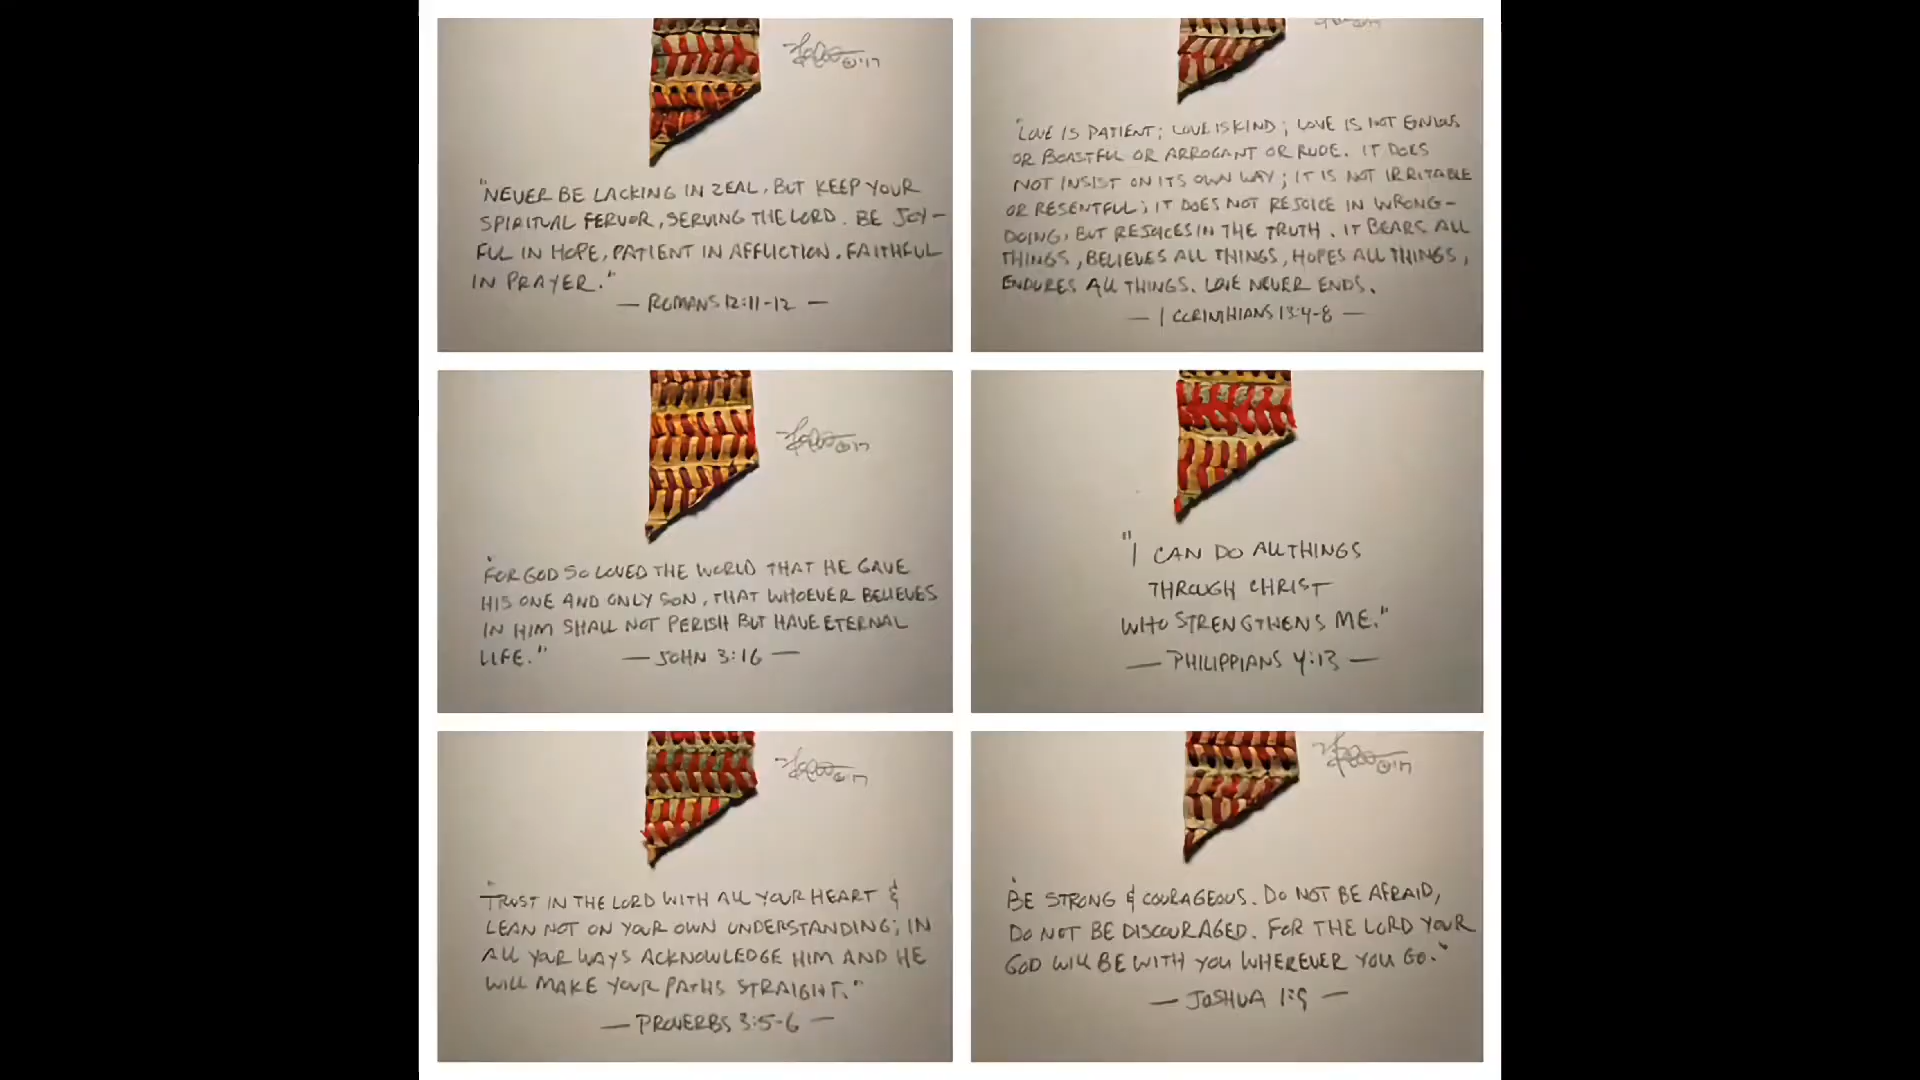 "NEVER BE LACKING IN ZEAL, BUT KEEP YOUR
SPIRITUAL FERVOR, SERVING THE LORD. BE JOY-
FUL IN HOPE, PATIENT IN AFFLICTION, FAITHFUL
IN PRAYER."
— ROMANS 12:11-12 —
"LOVE IS PATIENT; LOVE IS KIND; LOVE IS NOT ENVIOUS
OR BOASTFUL OR ARROGANT OR RUDE. IT DOES
NOT INSIST ON ITS OWN WAY; IT IS NOT IRRITABLE
OR RESENTFUL; IT DOES NOT REJOICE IN WRONG-
DOING, BUT REJOICES IN THE TRUTH. IT BEARS ALL
THINGS, BELIEVES ALL THINGS, HOPES ALL THINGS,
ENDURES ALL THINGS. LOVE NEVER ENDS.
— 1 CORINTHIANS 13:4-8 —
"FOR GOD SO LOVED THE WORLD THAT HE GAVE
HIS ONE AND ONLY SON, THAT WHOEVER BELIEVES
IN HIM SHALL NOT PERISH BUT HAVE ETERNAL
LIFE." — JOHN 3:16 —
"I CAN DO ALL THINGS
THROUGH CHRIST
WHO STRENGTHENS ME."
— PHILIPPIANS 4:13 —
"TRUST IN THE LORD WITH ALL YOUR HEART &
LEAN NOT ON YOUR OWN UNDERSTANDING; IN
ALL YOUR WAYS ACKNOWLEDGE HIM AND HE
WILL MAKE YOUR PATHS STRAIGHT."
— PROVERBS 3:5-6 —
"BE STRONG & COURAGEOUS. DO NOT BE AFRAID,
DO NOT BE DISCOURAGED. FOR THE LORD YOUR
GOD WILL BE WITH YOU WHEREVER YOU GO."
— JOSHUA 1:9 —